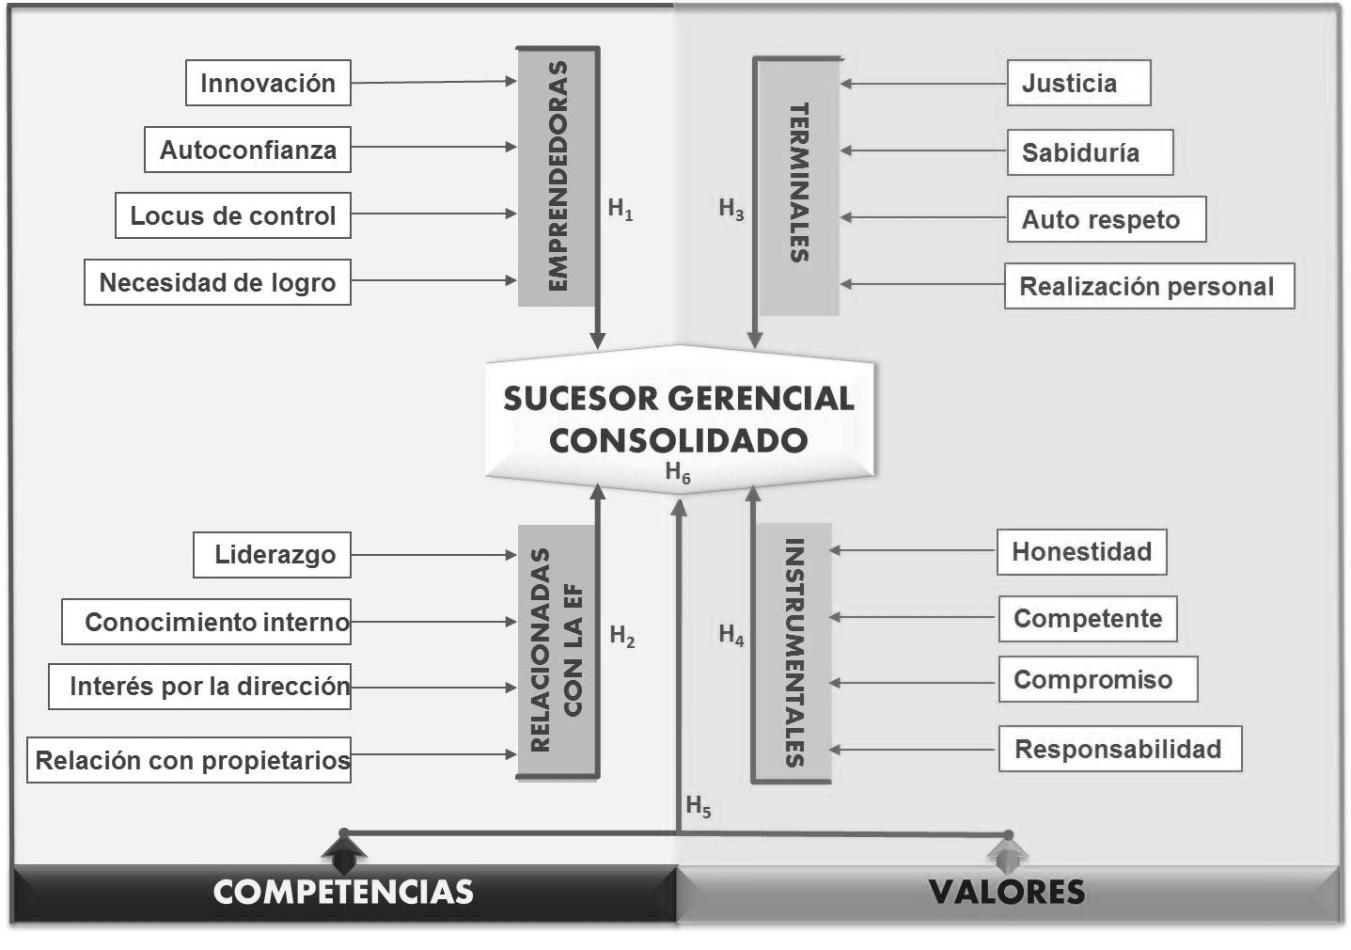 Innovación
Autoconfianza
Locus de control
Necesidad de logro
EMPRENDEDORAS
H1
H3
TERMINALES
Justicia
Sabiduría
Auto respeto
Realización personal
SUCESOR GERENCIAL
CONSOLIDADO
H6
Liderazgo
Conocimiento interno
Interés por la dirección
Relación con propietarios
RELACIONADAS
CON LA EF
H2
H4
INSTRUMENTALES
Honestidad
Competente
Compromiso
Responsabilidad
H5
COMPETENCIAS
VALORES